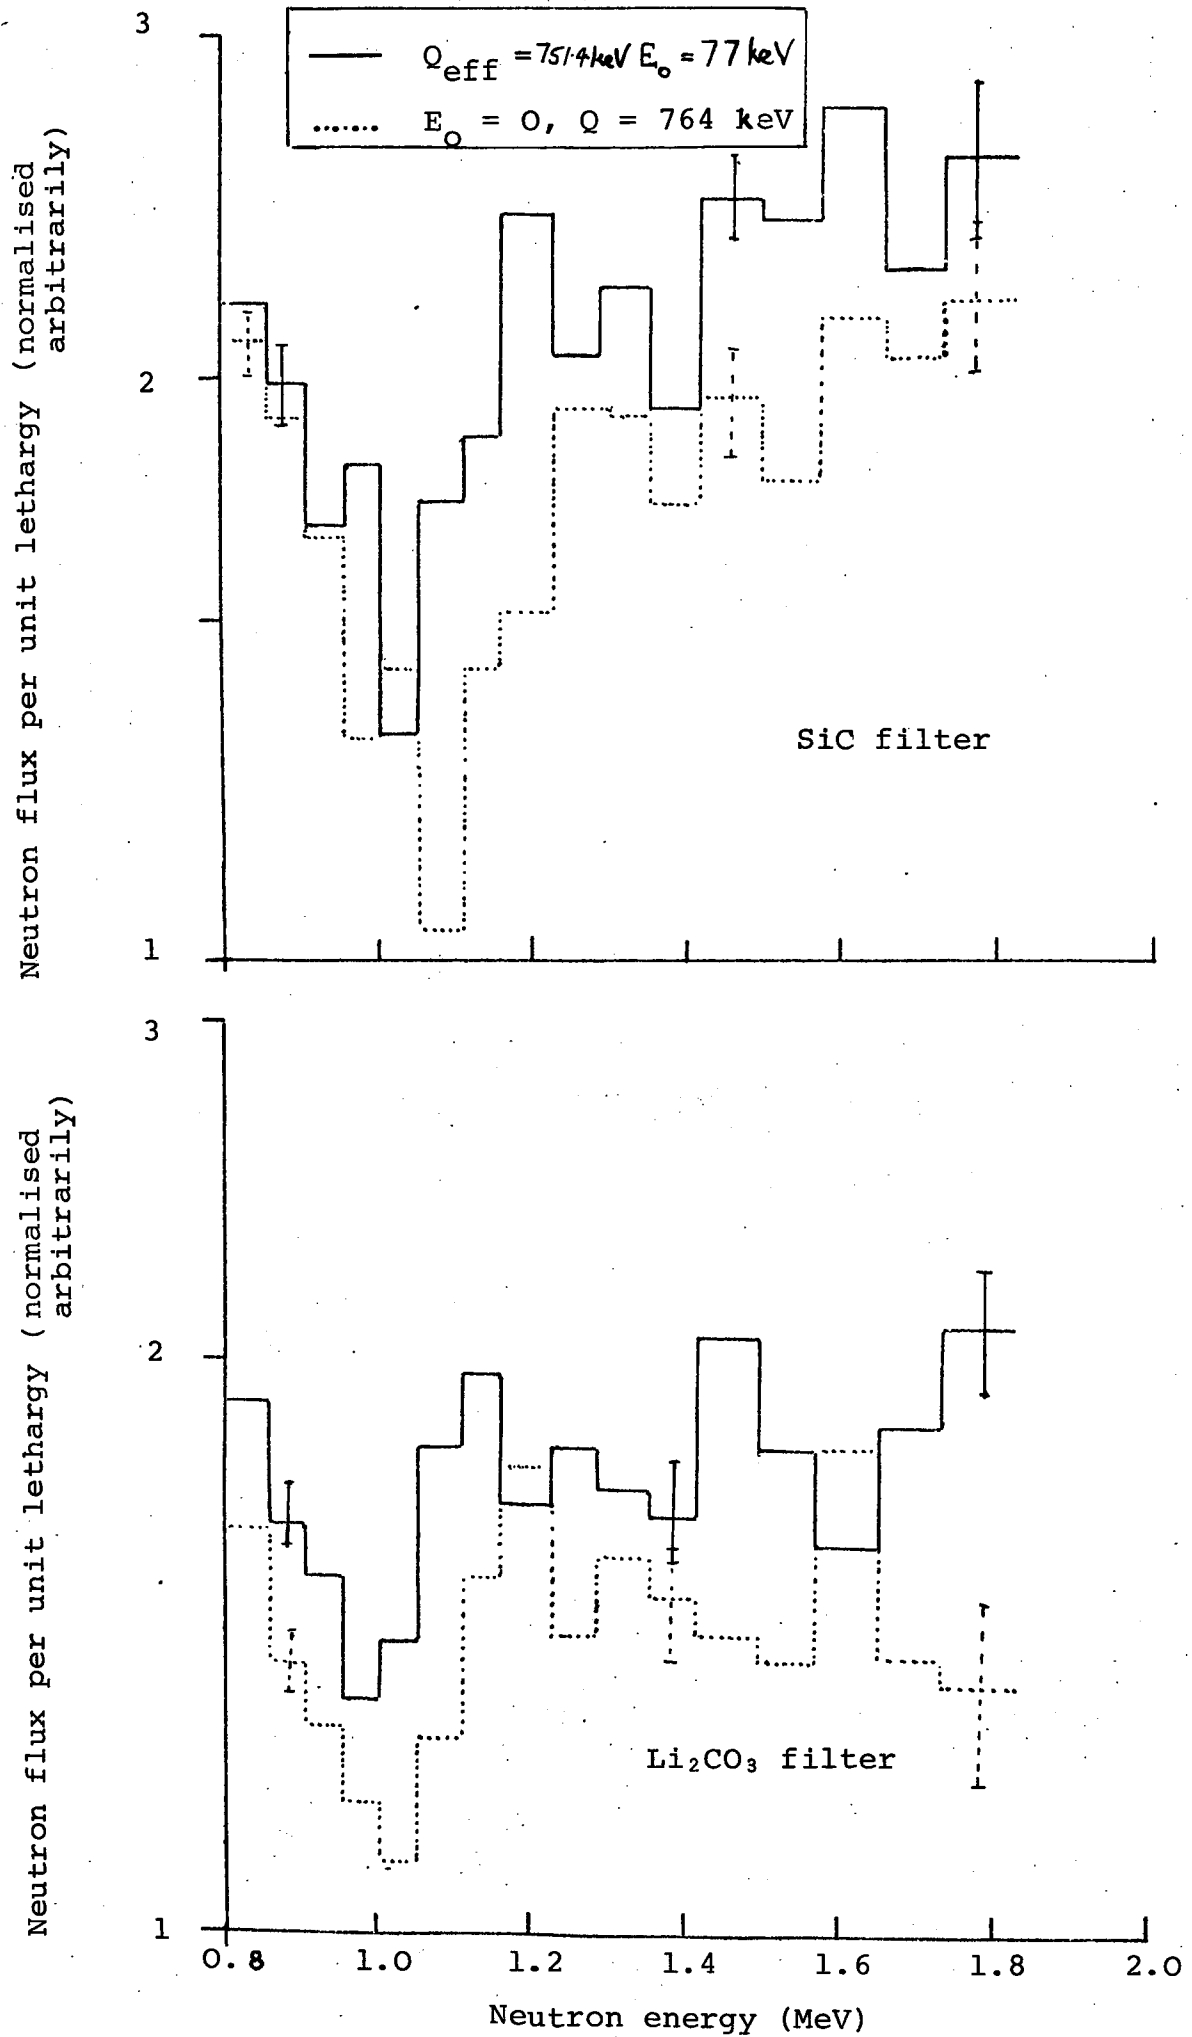 3
Q_eff = 751.4 keV E_o = 77 keV
E_O = O, Q = 764 keV
Neutron flux per unit lethargy (normalised
arbitrarily)
2
SiC filter
1
3
Neutron flux per unit lethargy (normalised
arbitrarily)
2
Li₂CO₃ filter
1
0.8 1.0 1.2 1.4 1.6 1.8 2.0
Neutron energy (MeV)